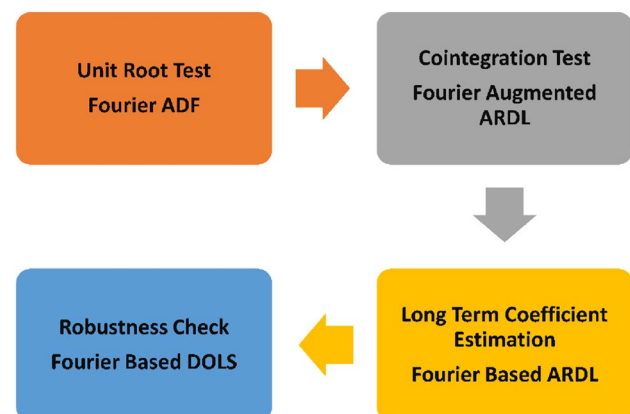 Unit Root Test
Fourier ADF
Cointegration Test
Fourier Augmented
ARDL
Long Term Coefficient
Estimation
Fourier Based ARDL
Robustness Check
Fourier Based DOLS